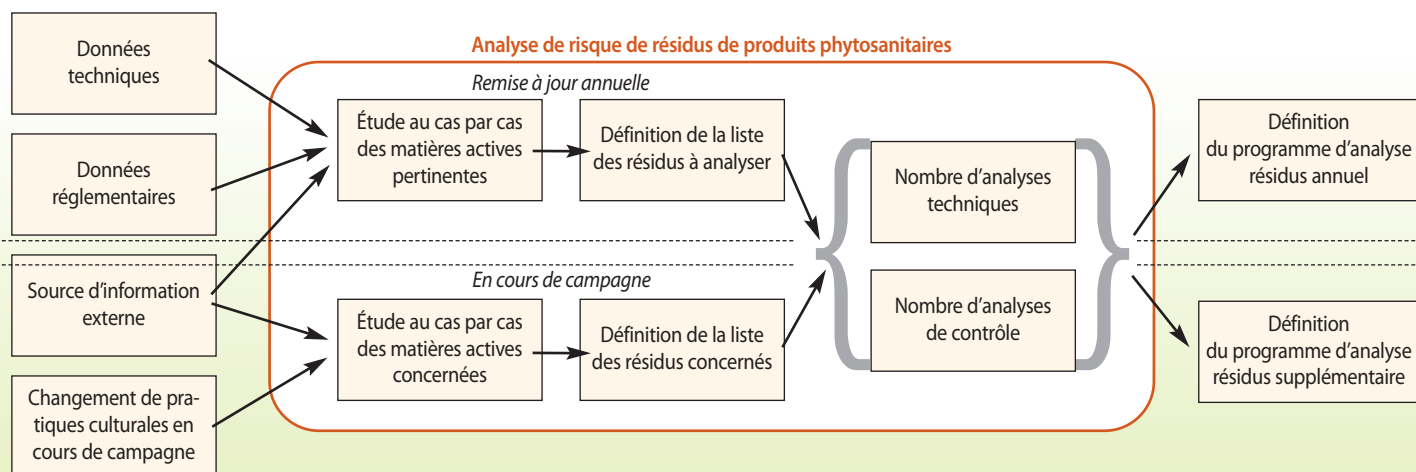 Analyse de risque de résidus de produits phytosanitaires
Données
techniques
Données
réglementaires
Source d'information
externe
Changement de pra-
tiques culturales en
cours de campagne
Remise à jour annuelle
Étude au cas par cas
des matières actives
pertinentes
Définition de la liste
des résidus à analyser
En cours de campagne
Étude au cas par cas
des matières actives
concernées
Définition de la liste
des résidus concernés
Nombre d'analyses
techniques
Nombre d'analyses
de contrôle
Définition
du programme d'analyse
résidus annuel
Définition
du programme d'analyse
résidus supplémentaire